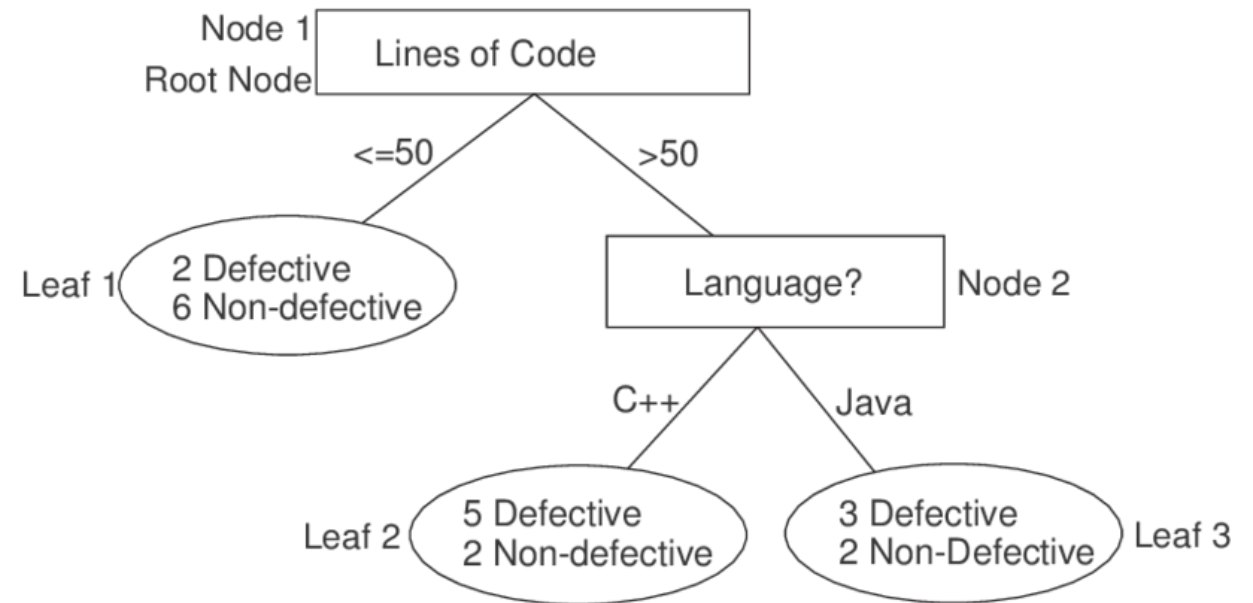 Node 1
Root Node
Lines of Code
<=50
>50
Leaf 1
2 Defective
6 Non-defective
Language?
Node 2
C++
Java
Leaf 2
5 Defective
2 Non-defective
3 Defective
2 Non-Defective
Leaf 3